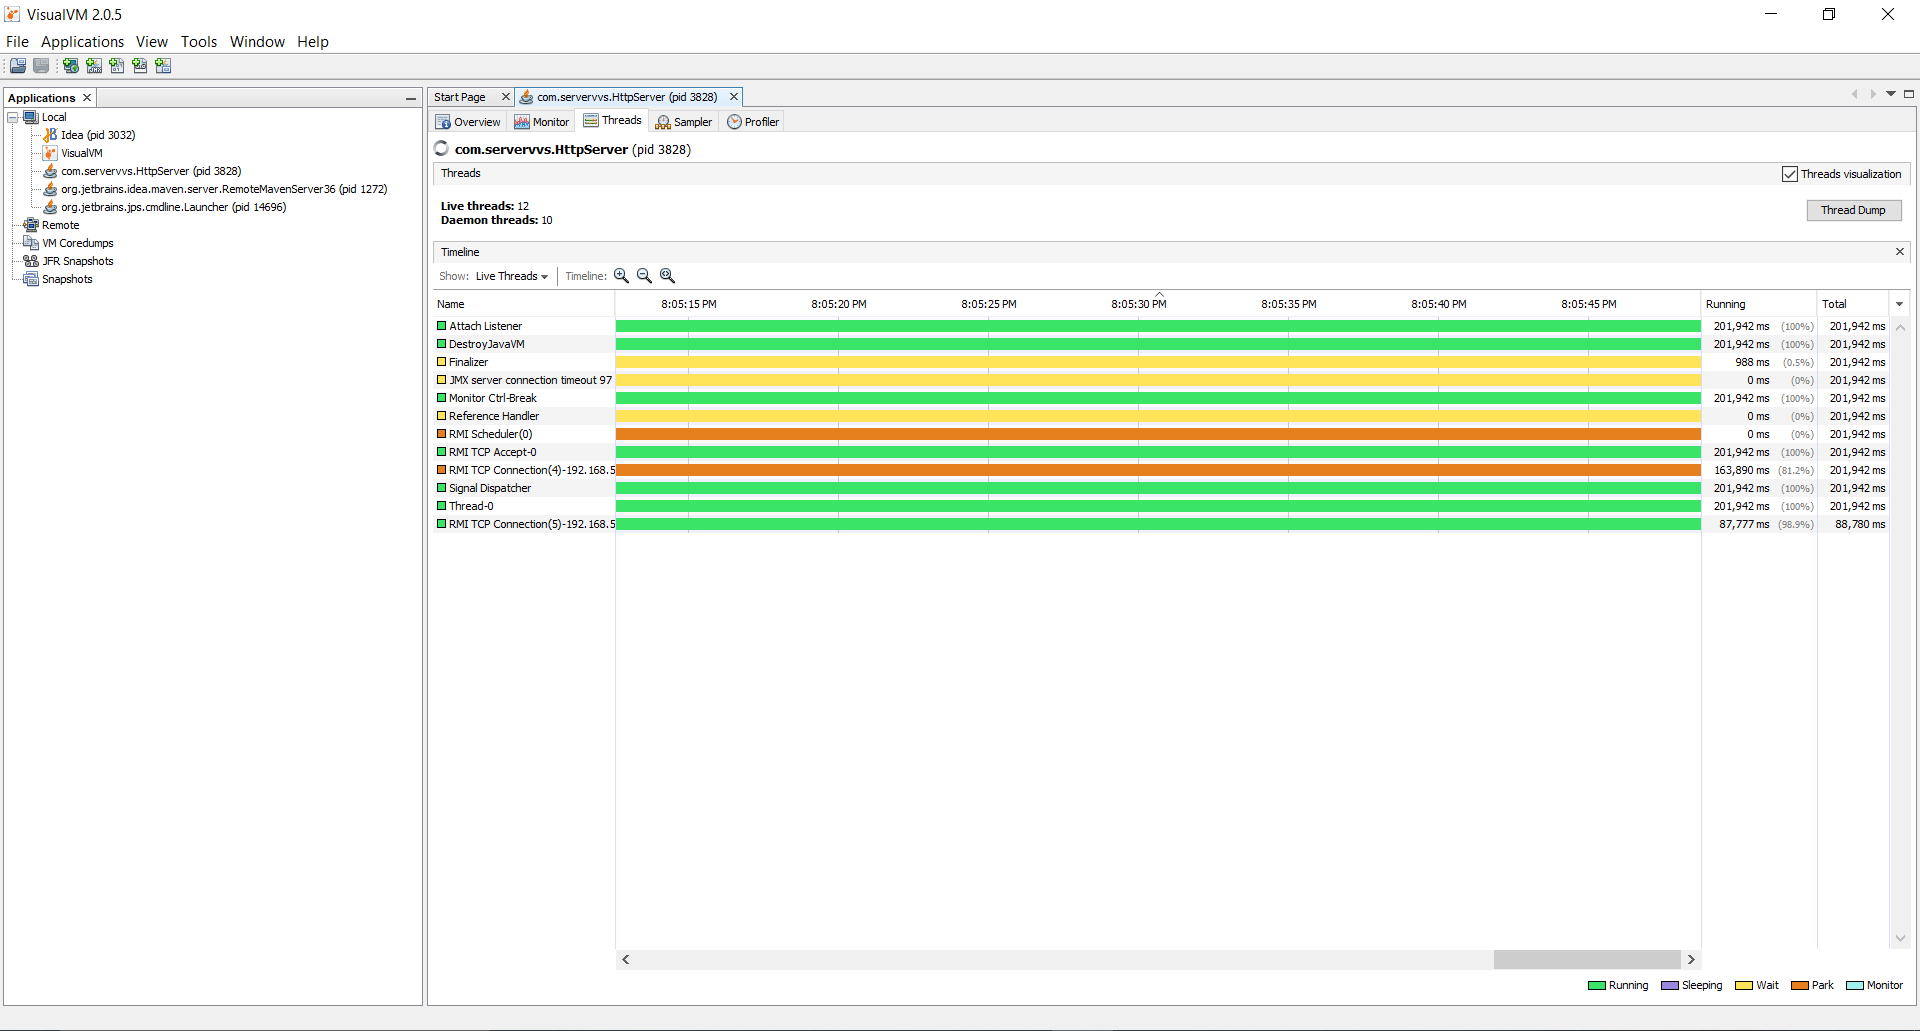 VisualVM 2.0.5
File Applications View Tools Window Help
Applications
Local
Idea (pid 3032)
VisualVM
com.servervvs.HttpServer (pid 3828)
org.jetbrains.idea.maven.server.RemoteMavenServer36 (pid 1272)
org.jetbrains.jps.cmdline.Launcher (pid 14696)
Remote
VM Coredumps
JFR Snapshots
Snapshots
Start Page com.servervvs.HttpServer (pid 3828)
Overview Monitor Threads Sampler Profiler
com.servervvs.HttpServer (pid 3828)
Threads Threads visualization
Live threads: 12
Daemon threads: 10
Thread Dump
Timeline
Show: Live Threads Timeline:
Name 8:05:15 PM 8:05:20 PM 8:05:25 PM 8:05:30 PM 8:05:35 PM 8:05:40 PM 8:05:45 PM Running Total
Attach Listener 201,942 ms (100%) 201,942 ms
DestroyJavaVM 201,942 ms (100%) 201,942 ms
Finalizer 988 ms (0.5%) 201,942 ms
JMX server connection timeout 97 0 ms (0%) 201,942 ms
Monitor Ctrl-Break 201,942 ms (100%) 201,942 ms
Reference Handler 0 ms (0%) 201,942 ms
RMI Scheduler(0) 0 ms (0%) 201,942 ms
RMI TCP Accept-0 201,942 ms (100%) 201,942 ms
RMI TCP Connection(4)-192.168.5 163,890 ms (81.2%) 201,942 ms
Signal Dispatcher 201,942 ms (100%) 201,942 ms
Thread-0 201,942 ms (100%) 201,942 ms
RMI TCP Connection(5)-192.168.5 87,777 ms (98.9%) 88,780 ms
Running Sleeping Wait Park Monitor